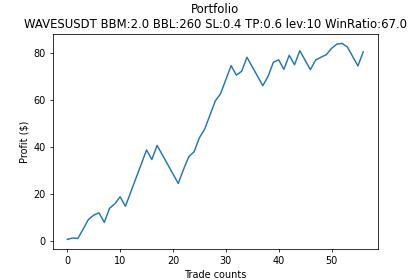 Portfolio
WAVESUSDT BBM:2.0 BBL:260 SL:0.4 TP:0.6 lev:10 WinRatio:67.0
80
60
40
20
0
Profit ($)
0 10 20 30 40 50
Trade counts